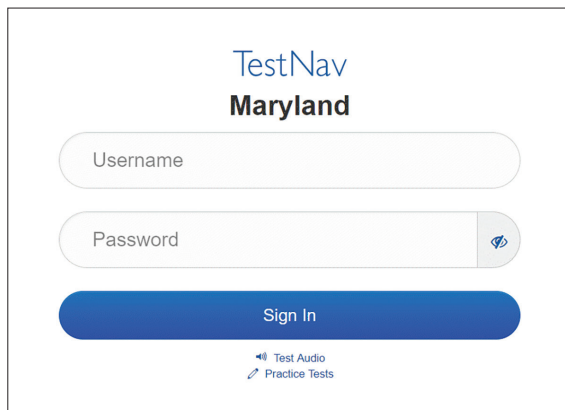 TestNav
Maryland
Username
Password
Sign In
Test Audio
Practice Tests